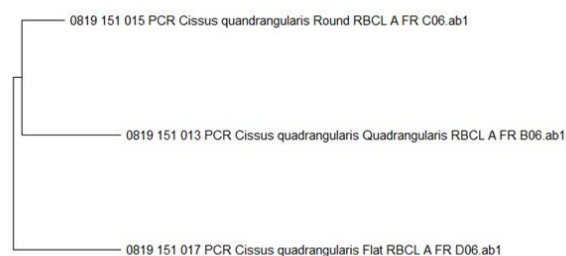 0819 151 015 PCR Cissus quandrangularis Round RBCL A FR C06.ab1
0819 151 013 PCR Cissus quadrangularis Quadrangularis RBCL A FR B06.ab1
0819 151 017 PCR Cissus quadrangularis Flat RBCL A FR D06.ab1